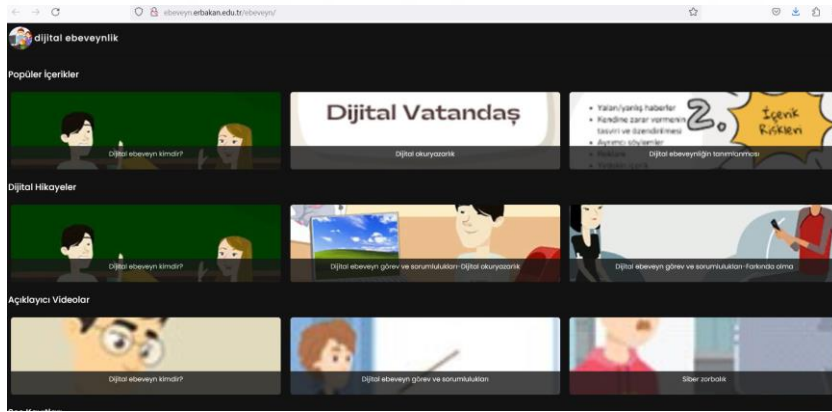 ebeveyn.erbakan.edu.tr/ebeveyn/
dijital ebeveynlik
Popüler İçerikler
Dijital ebeveyn kimdir?
Dijital Vatandaş
Dijital okuryazarlık
• Yalan/yanlış haberler
• Kendine zarar vermenin
tasviri ve özendirilmesi
• Ayrımcı söylemler
2.
İçerik
Riskleri
Dijital ebeveynliğin tanımlanması
Dijital Hikayeler
Dijital ebeveyn kimdir?
Dijital ebeveyn görev ve sorumlulukları-Dijital okuryazarlık
Dijital ebeveyn görev ve sorumlulukları-Farkında olma
Açıklayıcı Videolar
Dijital ebeveyn kimdir?
Dijital ebeveyn görev ve sorumlulukları
Siber zorbalık